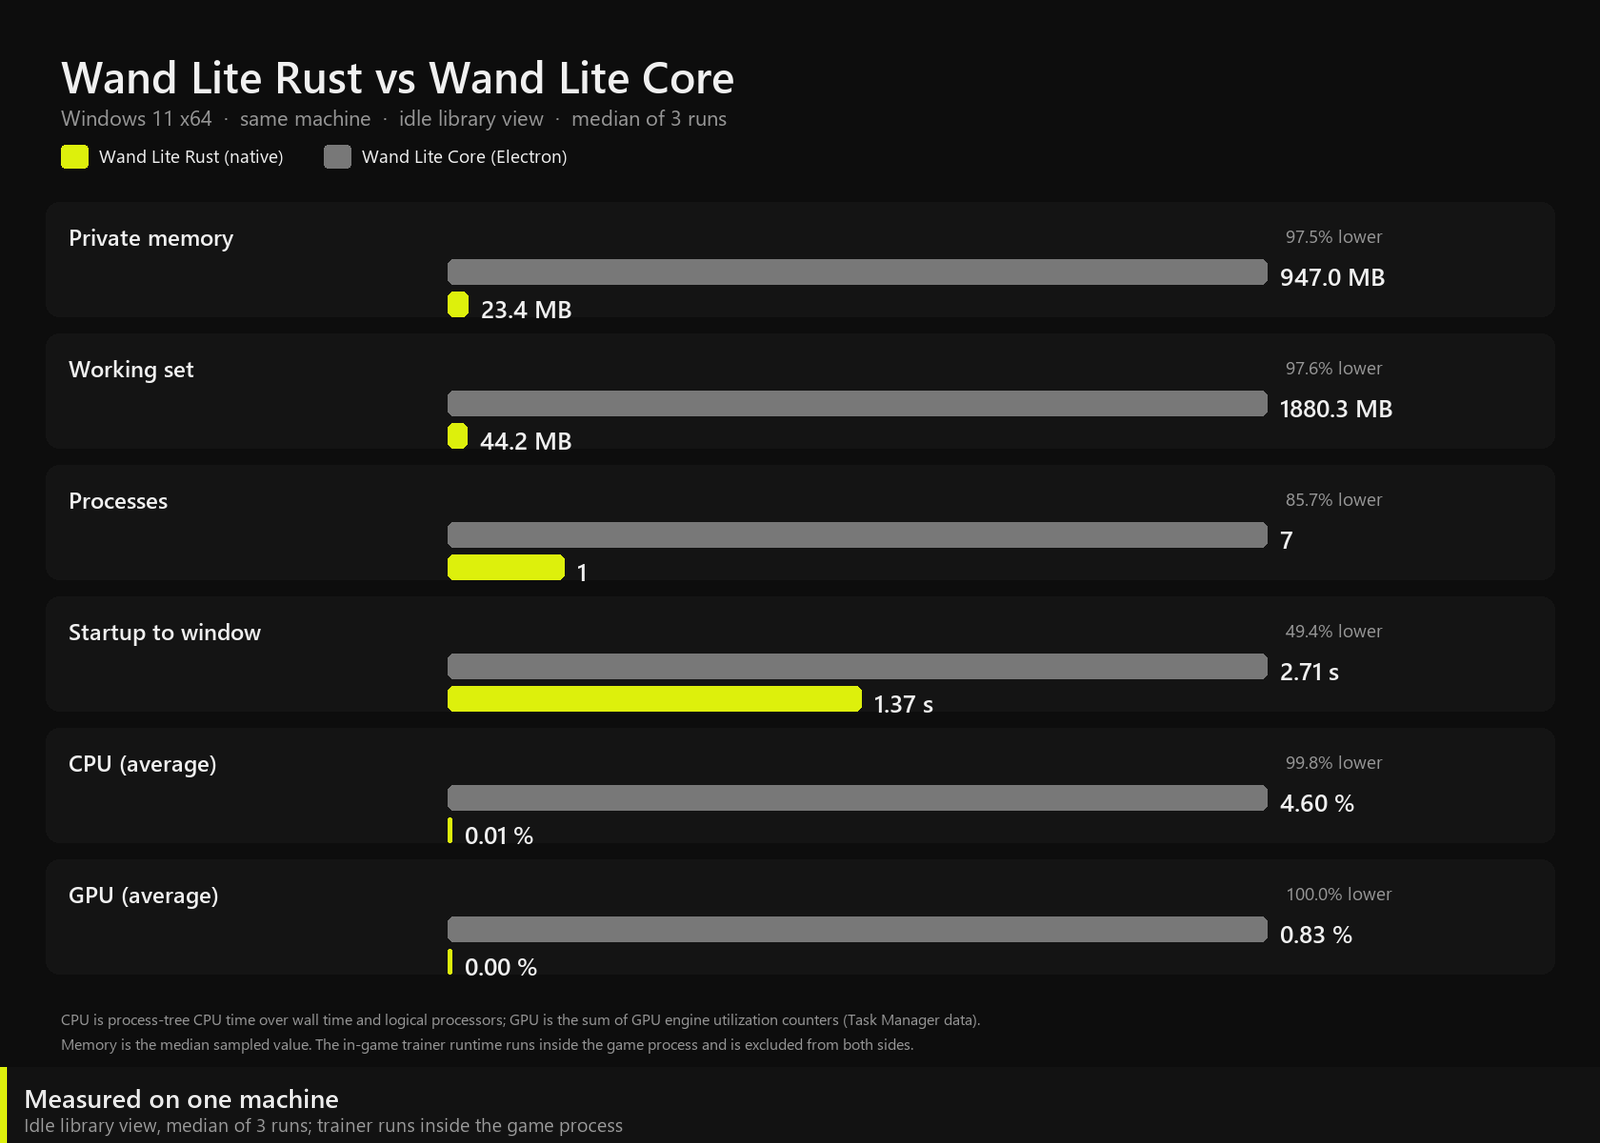 Wand Lite Rust vs Wand Lite Core
Windows 11 x64 · same machine · idle library view · median of 3 runs
Wand Lite Rust (native) Wand Lite Core (Electron)
Private memory
97.5% lower
947.0 MB
23.4 MB
Working set
97.6% lower
1880.3 MB
44.2 MB
Processes
85.7% lower
7
1
Startup to window
49.4% lower
2.71 s
1.37 s
CPU (average)
99.8% lower
4.60 %
0.01 %
GPU (average)
100.0% lower
0.83 %
0.00 %
CPU is process-tree CPU time over wall time and logical processors; GPU is the sum of GPU engine utilization counters (Task Manager data).
Memory is the median sampled value. The in-game trainer runtime runs inside the game process and is excluded from both sides.
Measured on one machine
Idle library view, median of 3 runs; trainer runs inside the game process